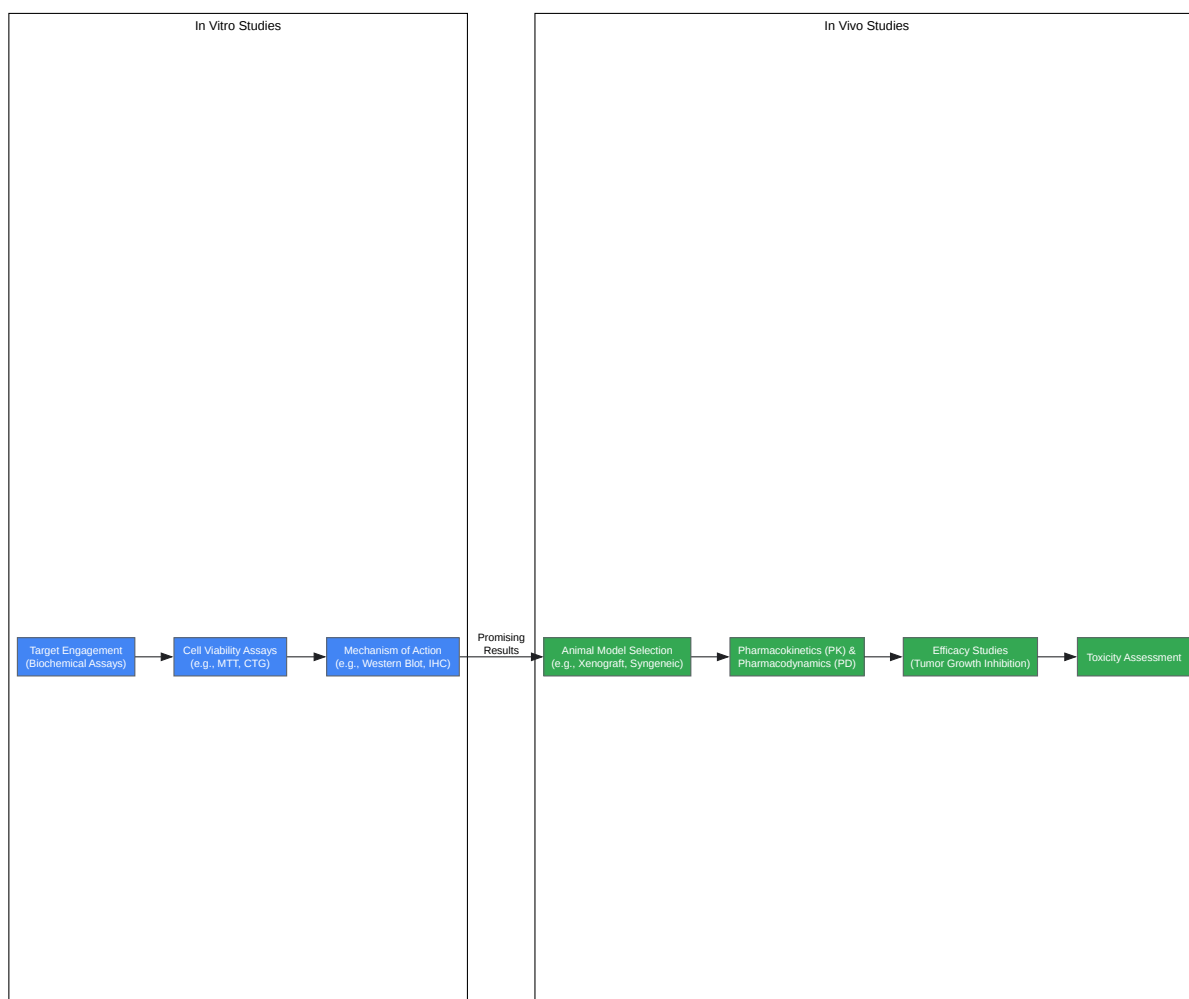 In Vitro Studies
In Vivo Studies
Target Engagement
(Biochemical Assays)
Cell Viability Assays
(e.g., MTT, CTG)
Mechanism of Action
(e.g., Western Blot, IHC)
Promising
Results
Animal Model Selection
(e.g., Xenograft, Syngeneic)
Pharmacokinetics (PK) &
Pharmacodynamics (PD)
Efficacy Studies
(Tumor Growth Inhibition)
Toxicity Assessment